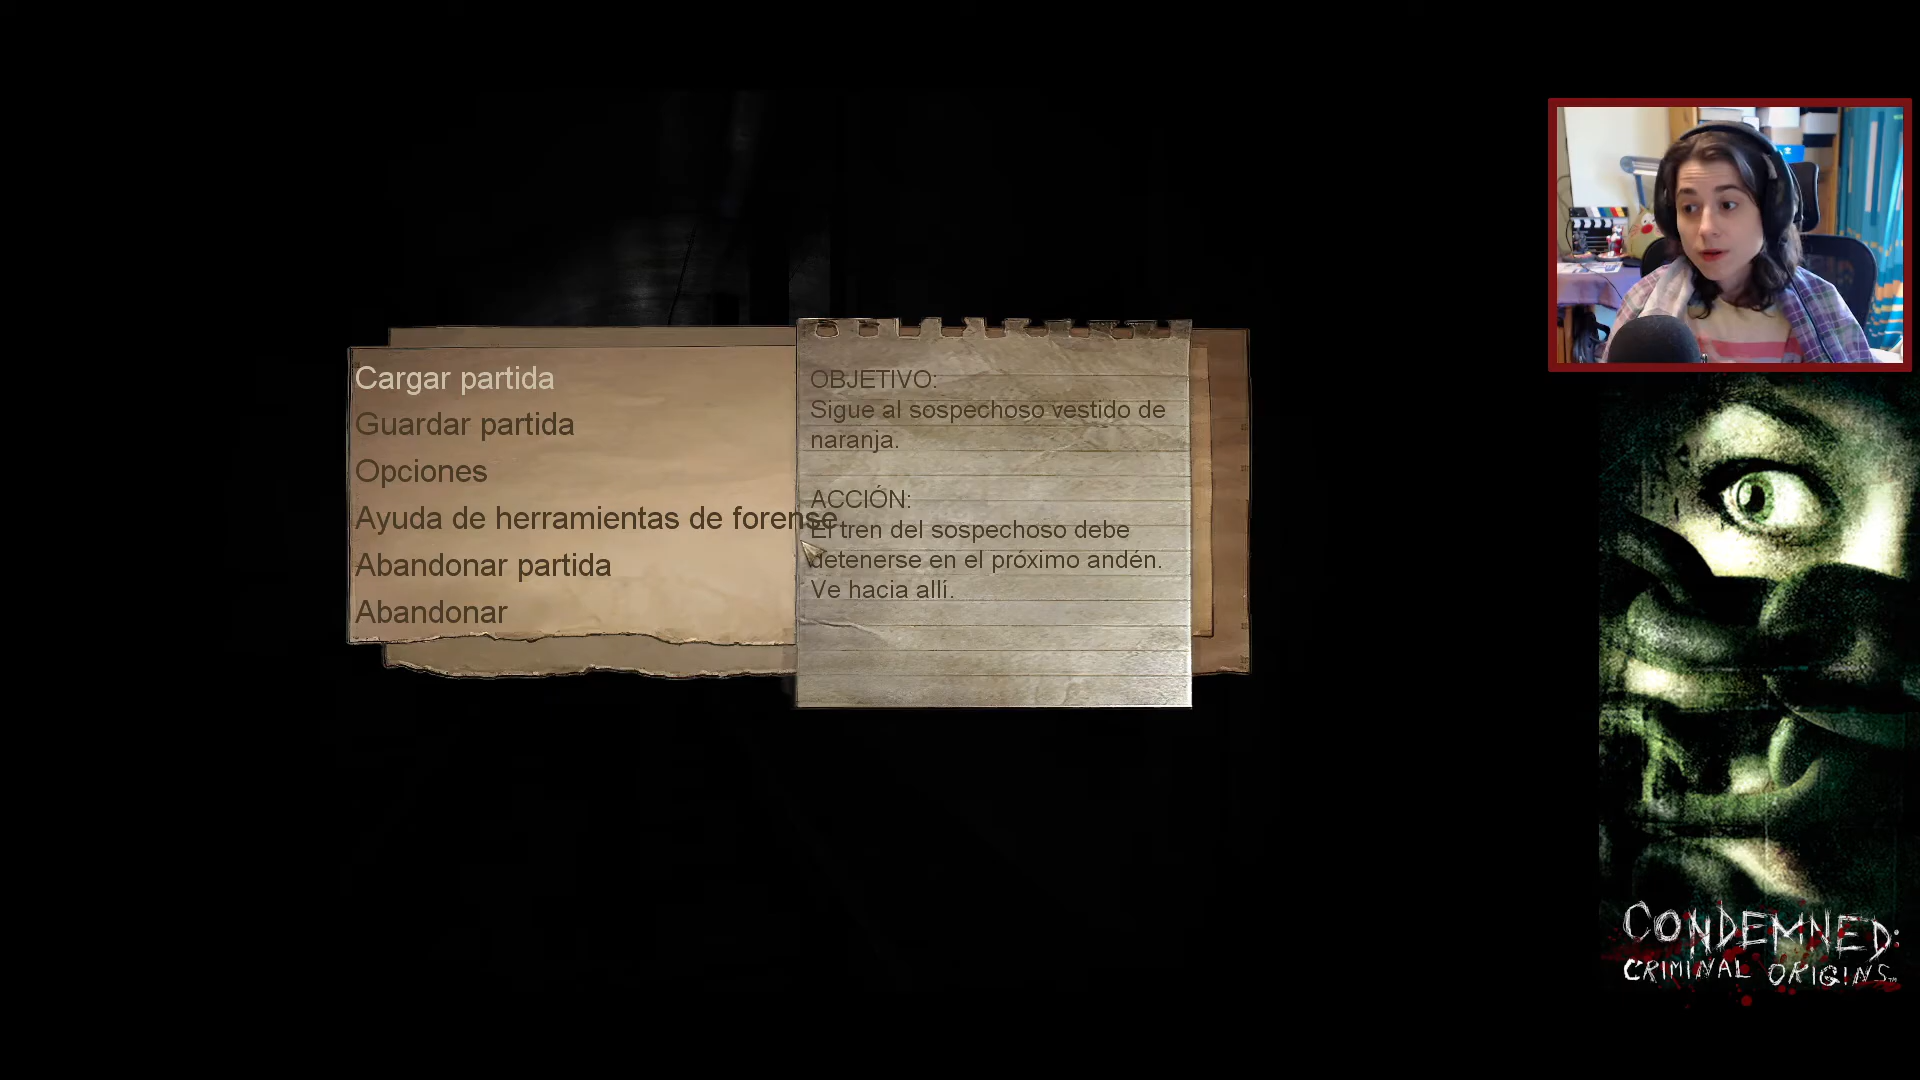 Cargar partida
Guardar partida
Opciones
Ayuda de herramientas de forense
Abandonar partida
Abandonar
OBJETIVO:
Sigue al sospechoso vestido de
naranja.
ACCIÓN:
El tren del sospechoso debe
detenerse en el próximo andén.
Ve hacia allí.
CONDEMNED:
CRIMINAL ORIGINS